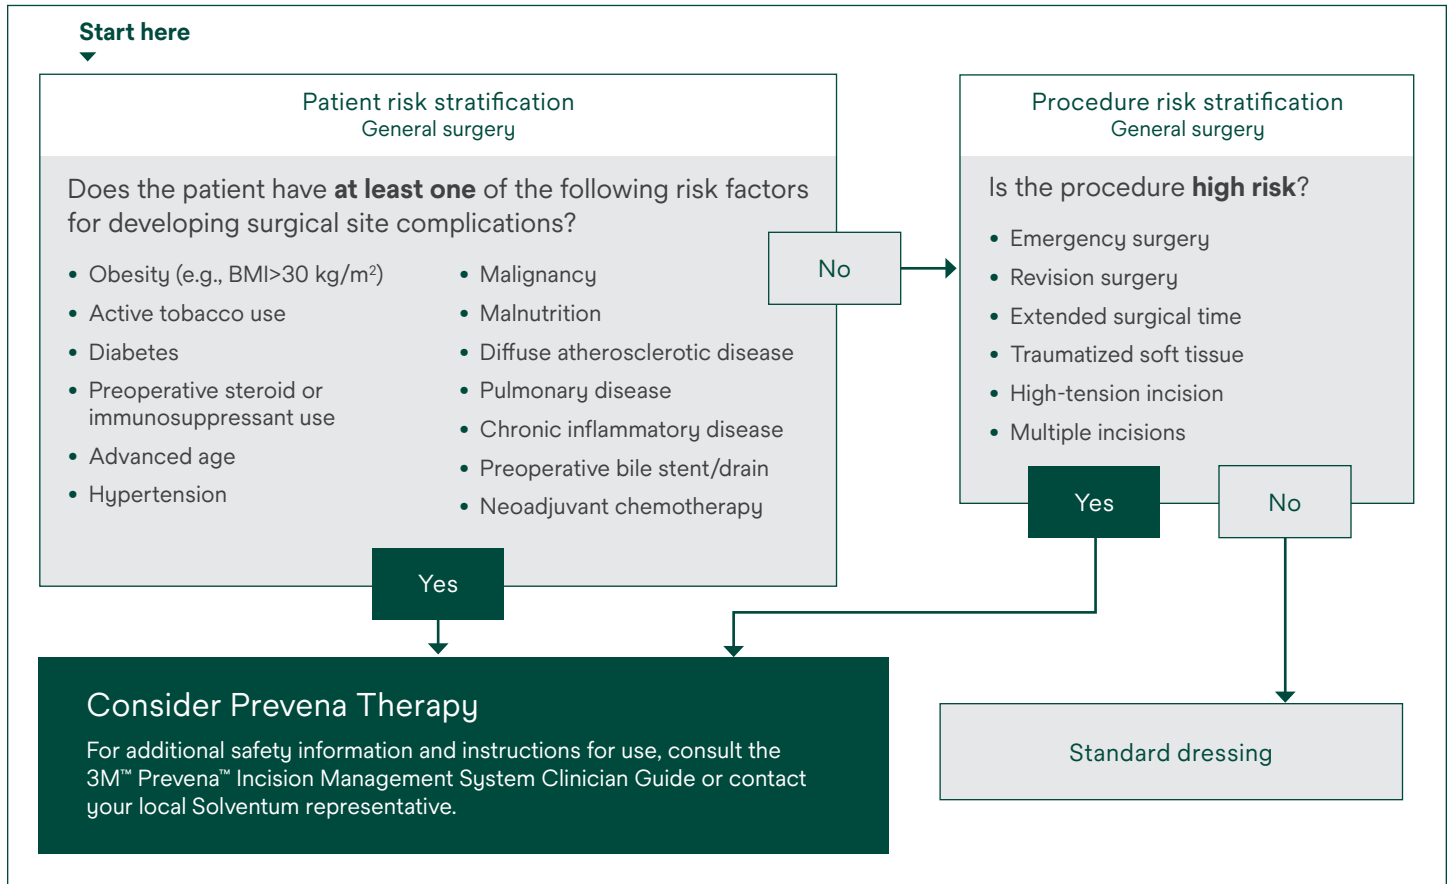 Start here
Patient risk stratification
General surgery
Does the patient have at least one of the following risk factors
for developing surgical site complications?
• Obesity (e.g., BMI>30 kg/m²)
• Active tobacco use
• Diabetes
• Preoperative steroid or
immunosuppressant use
• Advanced age
• Hypertension
• Malignancy
• Malnutrition
• Diffuse atherosclerotic disease
• Pulmonary disease
• Chronic inflammatory disease
• Preoperative bile stent/drain
• Neoadjuvant chemotherapy
No
Yes
Procedure risk stratification
General surgery
Is the procedure high risk?
• Emergency surgery
• Revision surgery
• Extended surgical time
• Traumatized soft tissue
• High-tension incision
• Multiple incisions
Yes
No
Consider Prevena Therapy
For additional safety information and instructions for use, consult the
3M™ Prevena™ Incision Management System Clinician Guide or contact
your local Solventum representative.
Standard dressing